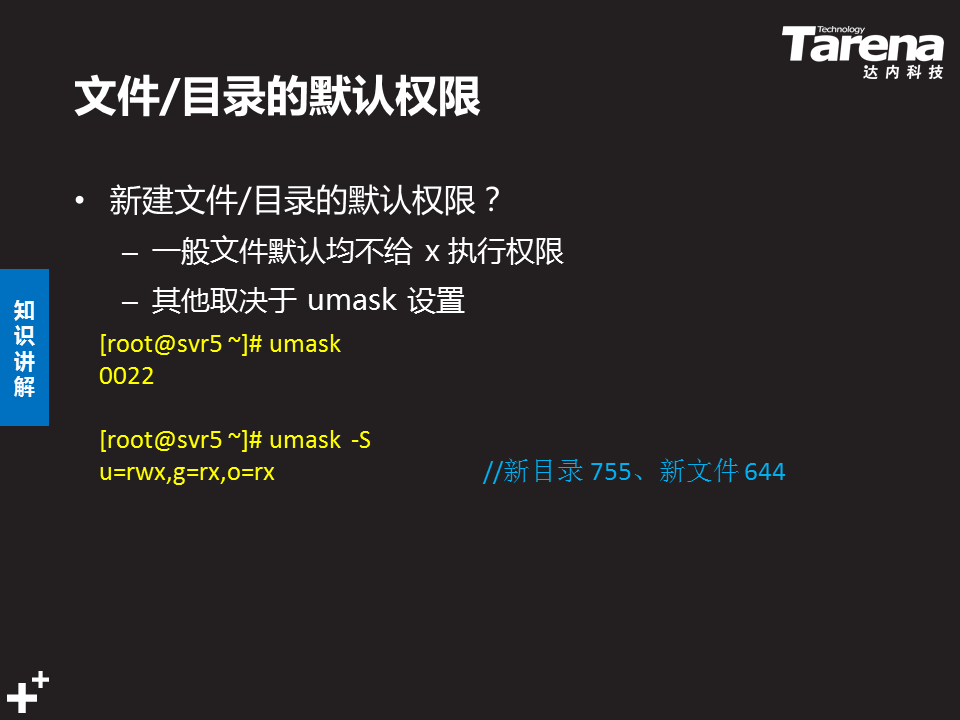 Technology
Tarena
达内科技
文件/目录的默认权限
• 新建文件/目录的默认权限？
– 一般文件默认均不给 x 执行权限
– 其他取决于 umask 设置
知识讲解
[root@svr5 ~]# umask
0022
[root@svr5 ~]# umask -S
u=rwx,g=rx,o=rx //新目录 755、新文件 644